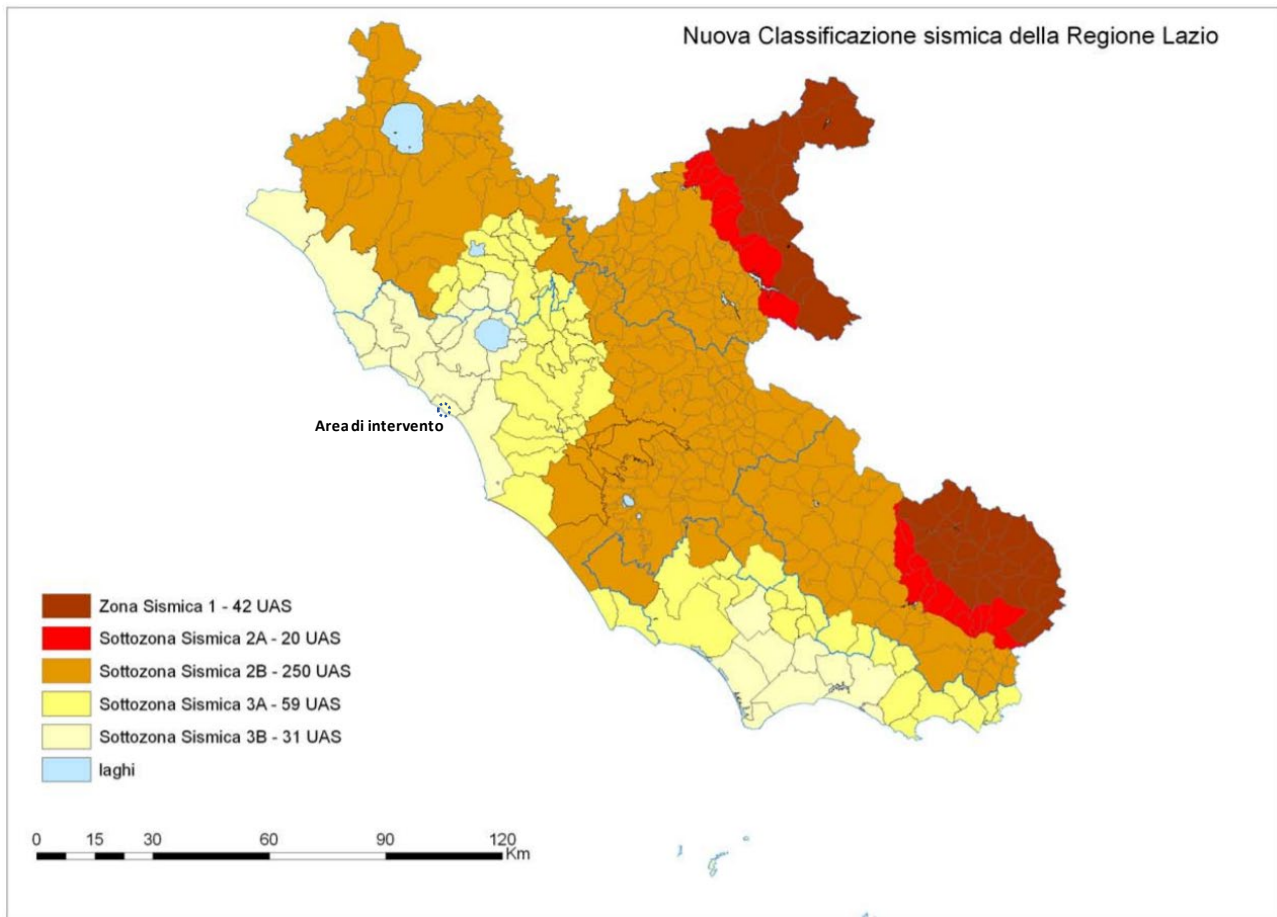 Nuova Classificazione sismica della Regione Lazio
Area di intervento
Zona Sismica 1 - 42 UAS
Sottozona Sismica 2A - 20 UAS
Sottozona Sismica 2B - 250 UAS
Sottozona Sismica 3A - 59 UAS
Sottozona Sismica 3B - 31 UAS
laghi
0 15 30 60 90 120
Km